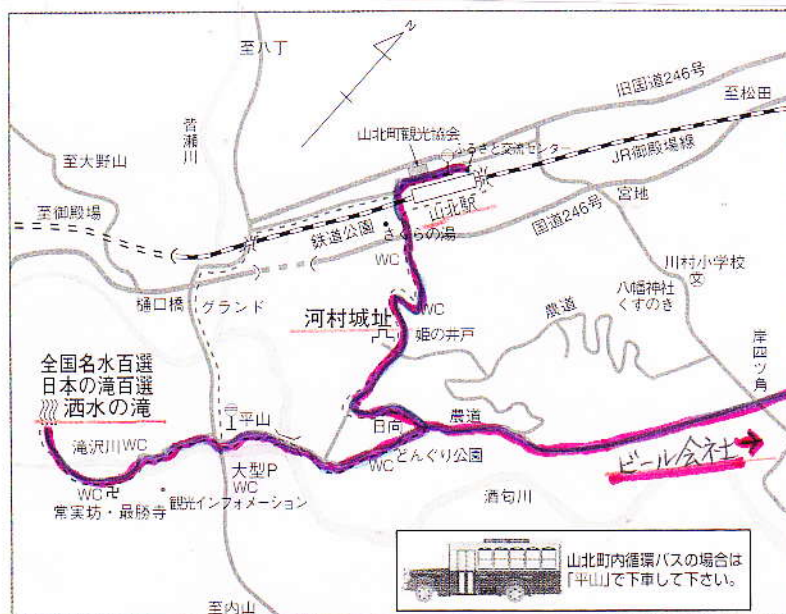 至八丁
N
旧国道246号
至松田
皆瀬川
山北町観光協会
ふるさと交流センター
JR御殿場線
至大野山
宮地
至御殿場
山北駅
国道246号
鉄道公園
さくらの湯
WC
川村小学校
文
樋口橋
グランド
八幡神社
くすのき
農道
河村城址
WC
姫の井戸
岸四ツ角
全国名水百選
日本の滝百選
洒水の滝
平山
日向
農道
滝沢川
WC
大型P
WC
WC
どんぐり公園
ビール会社→
WC
卍
常実坊・最勝寺
観光インフォメーション
酒匂川
山北町内循環バスの場合は
「平山」で下車して下さい。
至内山